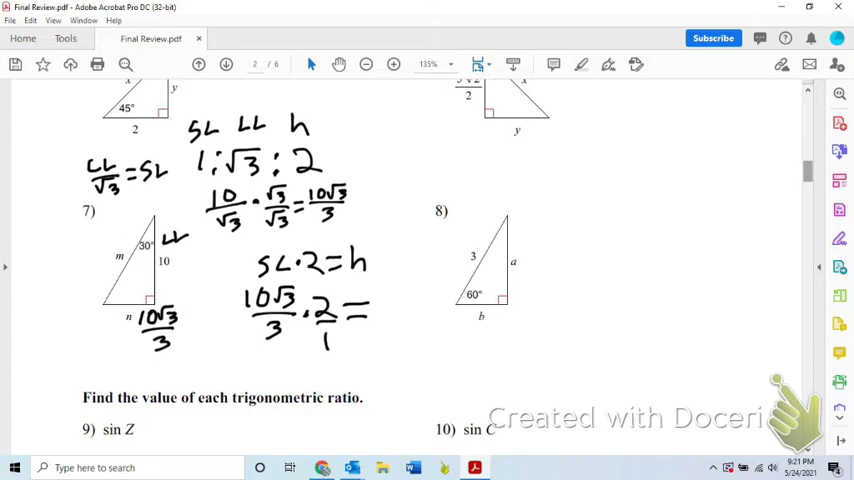 Final Review.pdf - Adobe Acrobat Pro DC (32-bit)
File Edit View Window Help
Home Tools Final Review.pdf × Subscribe
2 / 6 135%
x
45°
y
2
5√2
2
x
y
SL LL h
1 : √3 : 2
LL/√3 = SL
10/√3 · √3/√3 = 10√3/3
7)
m
30°
LL
10
n
10√3/3
SL · 2 = h
10√3/3 · 2/1 =
8)
3
a
60°
b
Find the value of each trigonometric ratio.
9) sin Z
10) sin C
Created with Doceri
Type here to search
9:21 PM
5/24/2021
4